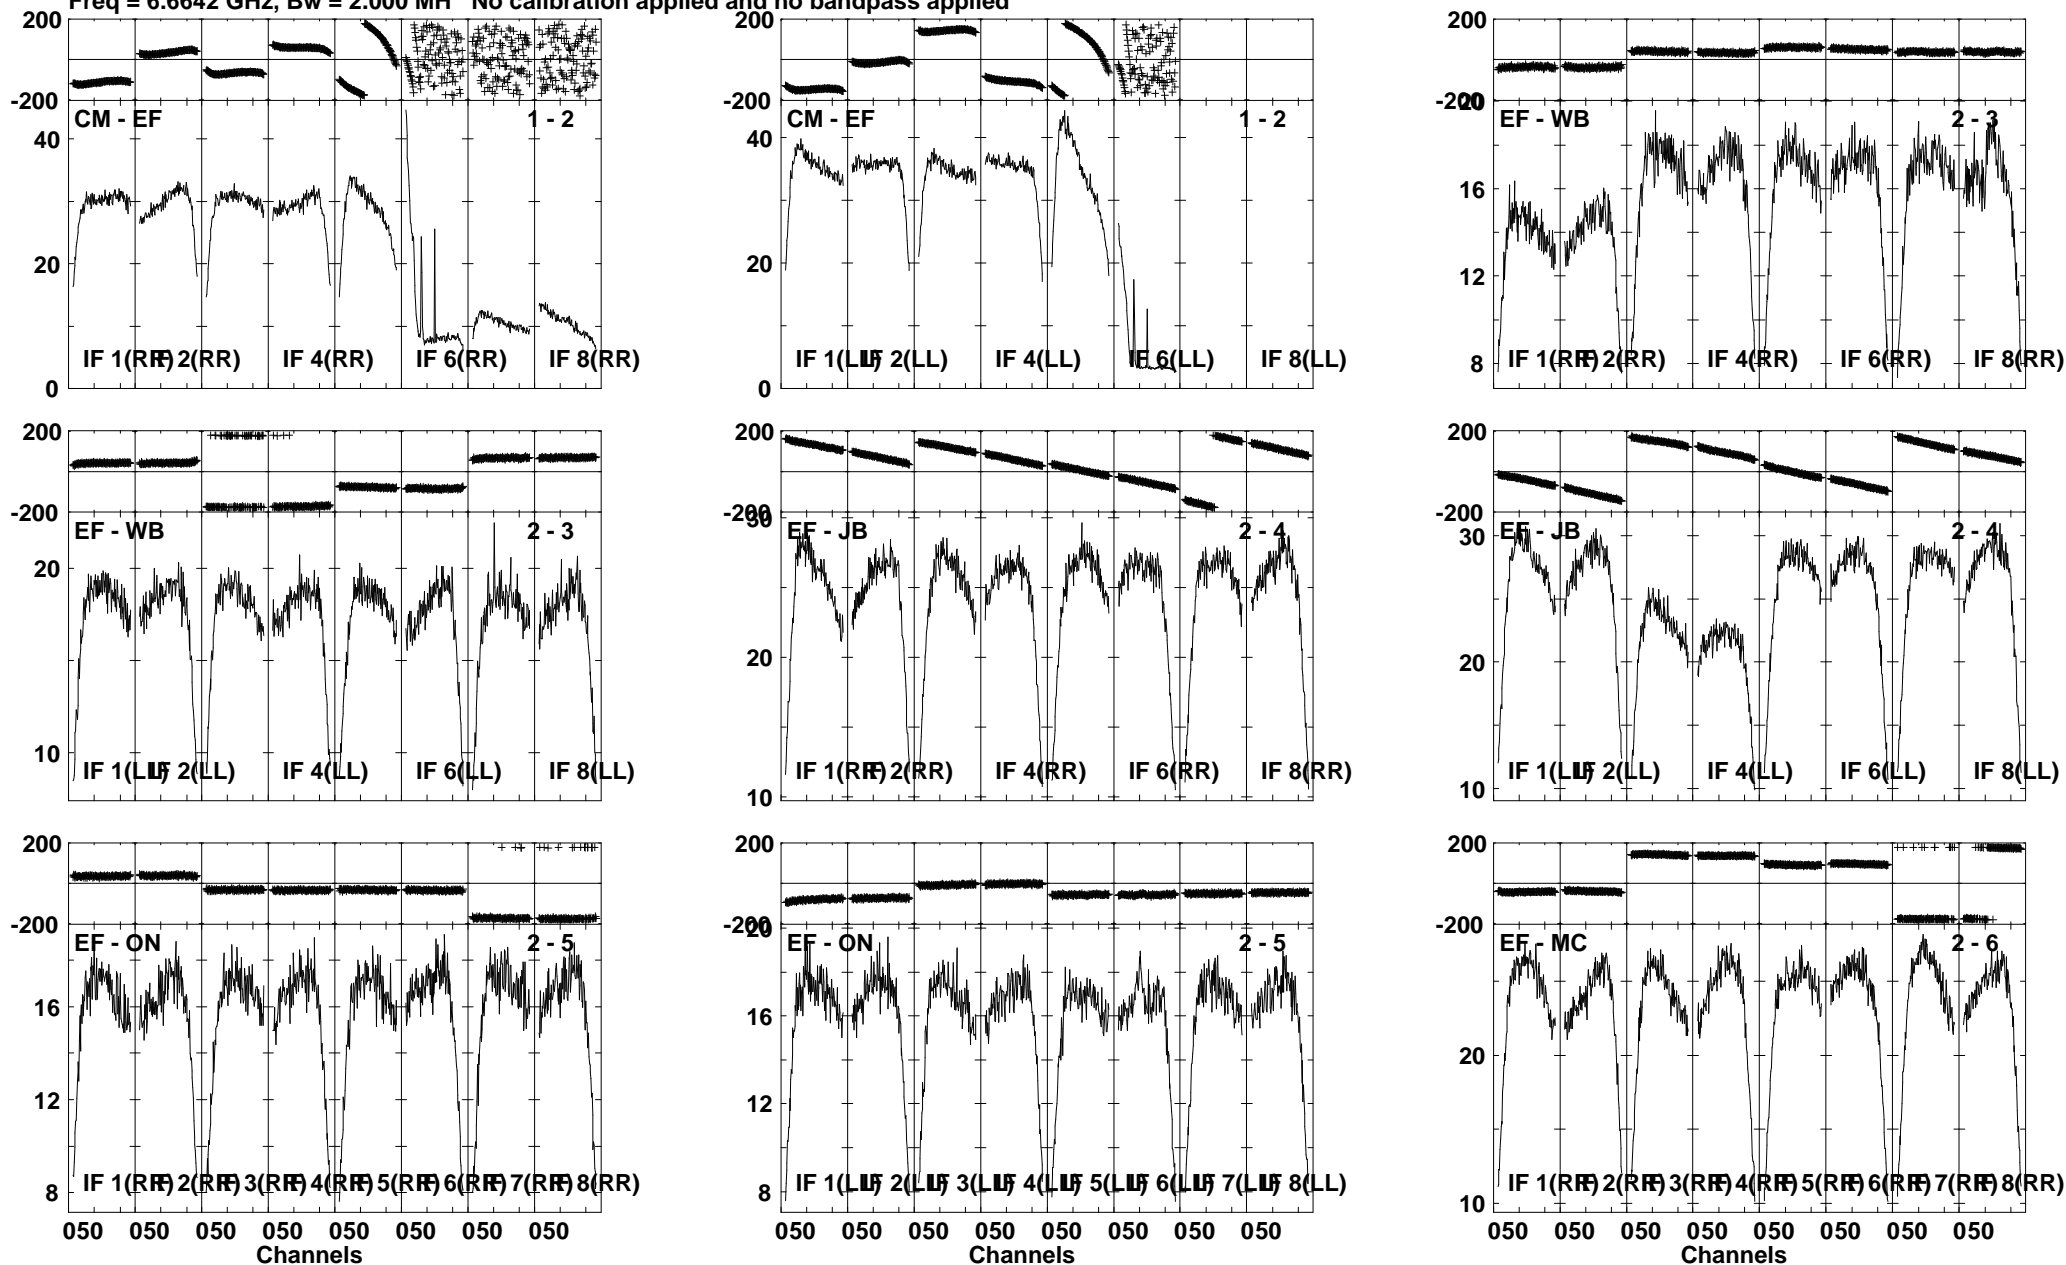 Freq = 6.6642 GHz, Bw = 2.000 MH No calibration applied and no bandpass applied
200
-200
CM - EF 1 - 2
40
20
0
IF 1(RR) IF 2(RR) IF 4(RR) IF 6(RR) IF 8(RR)
200
-200
CM - EF 1 - 2
40
20
0
IF 1(LL) IF 2(LL) IF 4(LL) IF 6(LL) IF 8(LL)
200
-200
20
EF - WB 2 - 3
16
12
8
IF 1(RR) IF 2(RR) IF 4(RR) IF 6(RR) IF 8(RR)
200
-200
EF - WB 2 - 3
20
10
IF 1(LL) IF 2(LL) IF 4(LL) IF 6(LL) IF 8(LL)
200
-200
30
EF - JB 2 - 4
20
10
IF 1(RR) IF 2(RR) IF 4(RR) IF 6(RR) IF 8(RR)
200
-200
EF - JB 2 - 4
30
20
10
IF 1(LL) IF 2(LL) IF 4(LL) IF 6(LL) IF 8(LL)
200
-200
EF - ON 2 - 5
16
12
8
IF 1(RR) IF 2(RR) IF 3(RR) IF 4(RR) IF 5(RR) IF 6(RR) IF 7(RR) IF 8(RR)
050 050 050 050 050 050 050 050
Channels
200
-200
20
EF - ON 2 - 5
16
12
8
IF 1(LL) IF 2(LL) IF 3(LL) IF 4(LL) IF 5(LL) IF 6(LL) IF 7(LL) IF 8(LL)
050 050 050 050 050 050 050 050
Channels
200
-200
EF - MC 2 - 6
20
10
IF 1(RR) IF 2(RR) IF 3(RR) IF 4(RR) IF 5(RR) IF 6(RR) IF 7(RR) IF 8(RR)
050 050 050 050 050 050 050 050
Channels